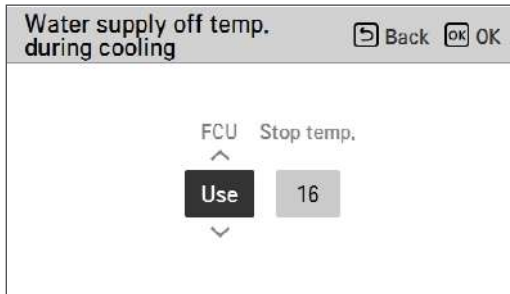 Water supply off temp.
during cooling
Back OK OK
FCU Stop temp.
Use 16